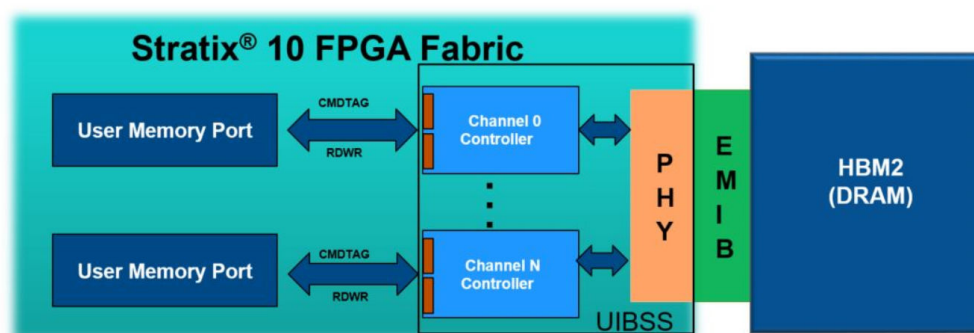 Stratix® 10 FPGA Fabric
User Memory Port
CMDTAG
RDWR
Channel 0
Controller
User Memory Port
CMDTAG
RDWR
Channel N
Controller
P
H
Y
E
M
I
B
HBM2
(DRAM)
UIBSS